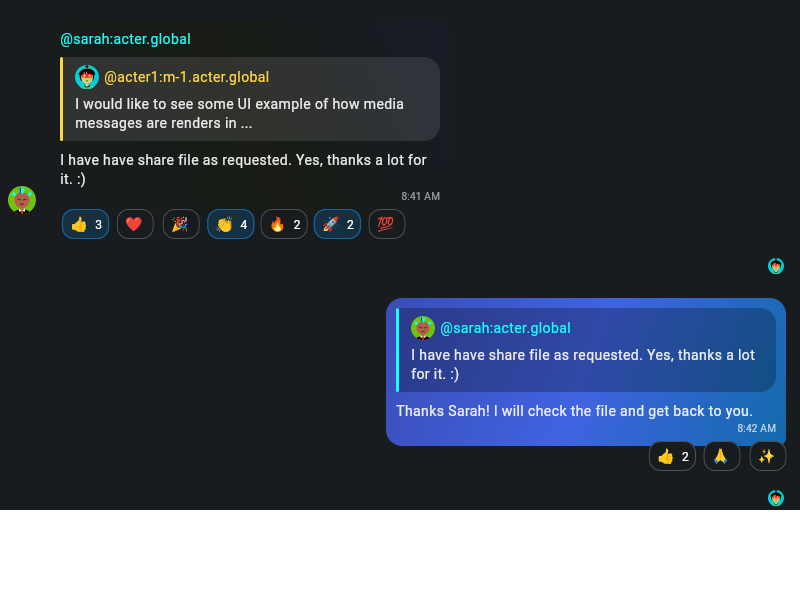 @sarah:acter.global
@acter1:m-1.acter.global
I would like to see some UI example of how media
messages are renders in ...
I have have share file as requested. Yes, thanks a lot for
it. :)
8:41 AM
👍 3 ❤️ 🎉 👏 4 🔥 2 🚀 2 💯
@sarah:acter.global
I have have share file as requested. Yes, thanks a lot
for it. :)
Thanks Sarah! I will check the file and get back to you.
8:42 AM
👍 2 🙏 ✨